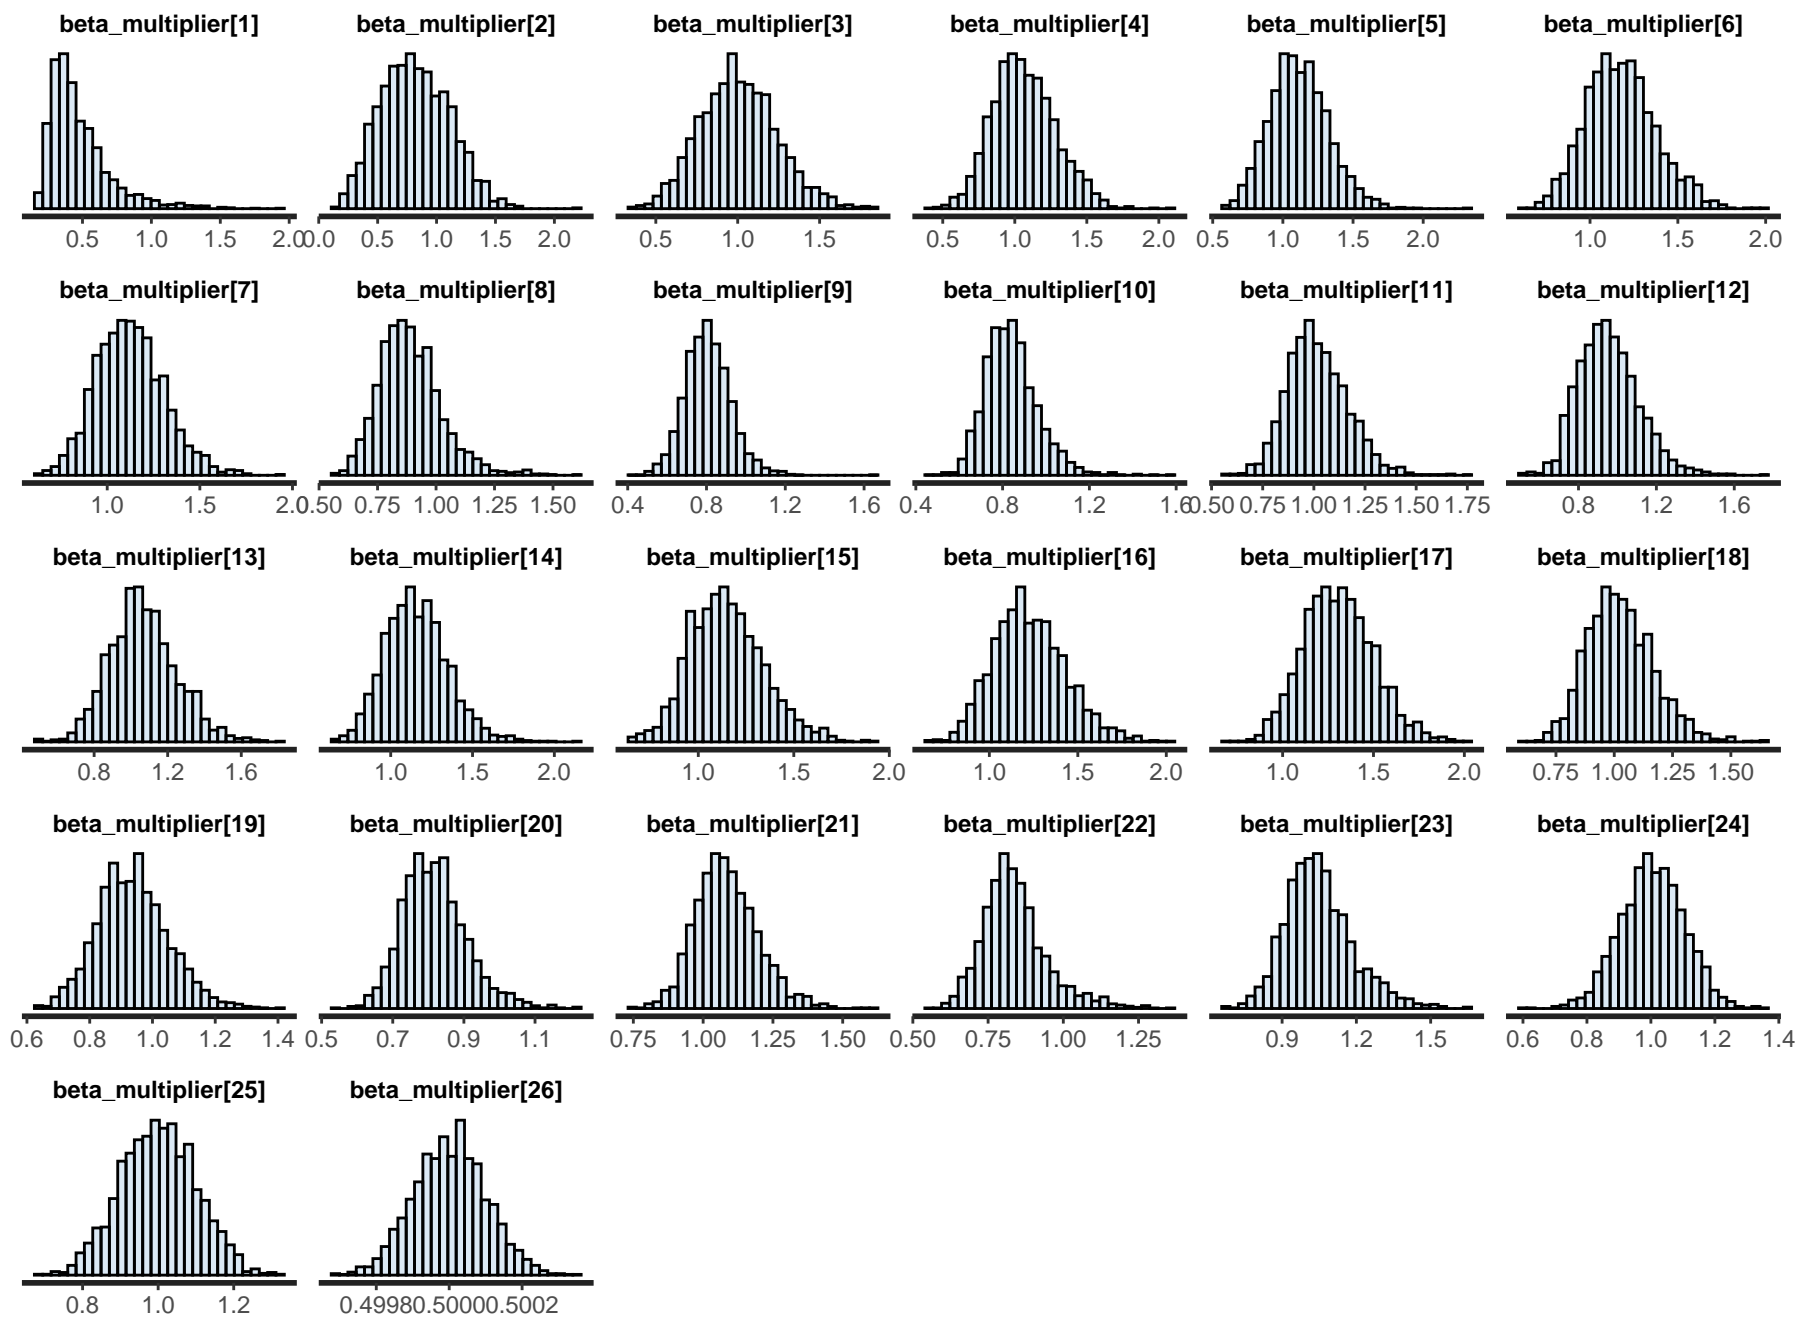 beta_multiplier[1] beta_multiplier[2] beta_multiplier[3] beta_multiplier[4] beta_multiplier[5] beta_multiplier[6]
0.5 1.0 1.5 2.0 0.0 0.5 1.0 1.5 2.0 0.5 1.0 1.5 0.5 1.0 1.5 2.0 0.5 1.0 1.5 2.0 1.0 1.5 2.0
beta_multiplier[7] beta_multiplier[8] beta_multiplier[9] beta_multiplier[10] beta_multiplier[11] beta_multiplier[12]
1.0 1.5 2.0 0.50 0.75 1.00 1.25 1.50 0.4 0.8 1.2 1.6 0.4 0.8 1.2 1.6 0.50 0.75 1.00 1.25 1.50 1.75 0.8 1.2 1.6
beta_multiplier[13] beta_multiplier[14] beta_multiplier[15] beta_multiplier[16] beta_multiplier[17] beta_multiplier[18]
0.8 1.2 1.6 1.0 1.5 2.0 1.0 1.5 2.0 1.0 1.5 2.0 1.0 1.5 2.0 0.75 1.00 1.25 1.50
beta_multiplier[19] beta_multiplier[20] beta_multiplier[21] beta_multiplier[22] beta_multiplier[23] beta_multiplier[24]
0.6 0.8 1.0 1.2 1.4 0.5 0.7 0.9 1.1 0.75 1.00 1.25 1.50 0.50 0.75 1.00 1.25 0.9 1.2 1.5 0.6 0.8 1.0 1.2 1.4
beta_multiplier[25] beta_multiplier[26]
0.8 1.0 1.2 0.4998 0.5000 0.5002